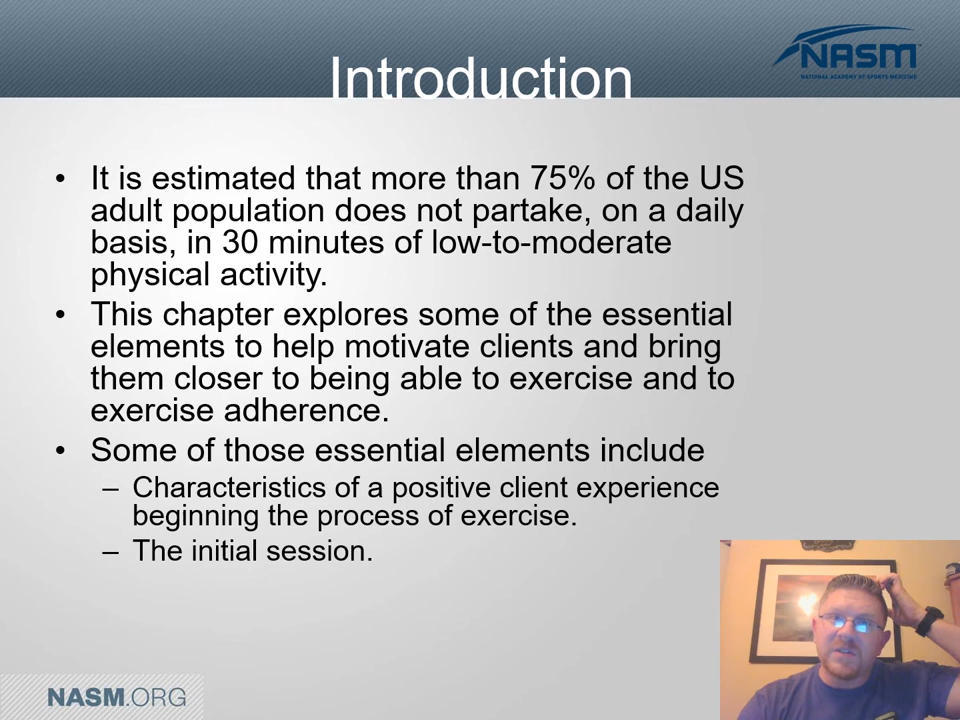 NASM
NATIONAL ACADEMY OF SPORTS MEDICINE
Introduction
• It is estimated that more than 75% of the US
adult population does not partake, on a daily
basis, in 30 minutes of low-to-moderate
physical activity.
• This chapter explores some of the essential
elements to help motivate clients and bring
them closer to being able to exercise and to
exercise adherence.
• Some of those essential elements include
– Characteristics of a positive client experience
beginning the process of exercise.
– The initial session.
NASM.ORG